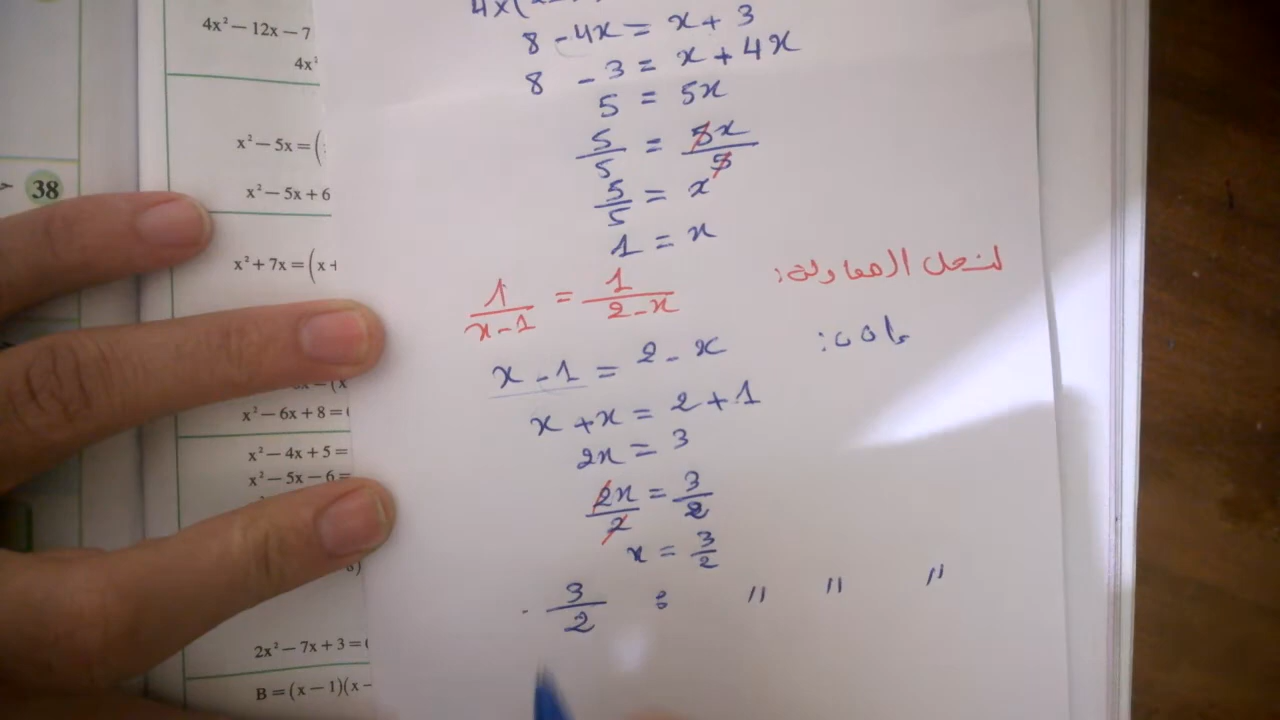 4x² − 12x − 7
4x²
x² − 5x = (
38
x² − 5x + 6
x² + 7x = (x +
x² − 6x + 8 = (
x² − 4x + 5 =
x² − 5x − 6 =
2x² − 7x + 3 = (
B = (x − 1)(x −
4x(
8 − 4x = x + 3
8 − 3 = x + 4x
5 = 5x
5/5 = 5x/5
5/5 = x
1 = x
لنحل المعادلة: 1/(x−1) = 1/(2−x)
x − 1 = 2 − x
x + x = 2 + 1
2x = 3
2x/2 = 3/2
x = 3/2
3/2 : " " "